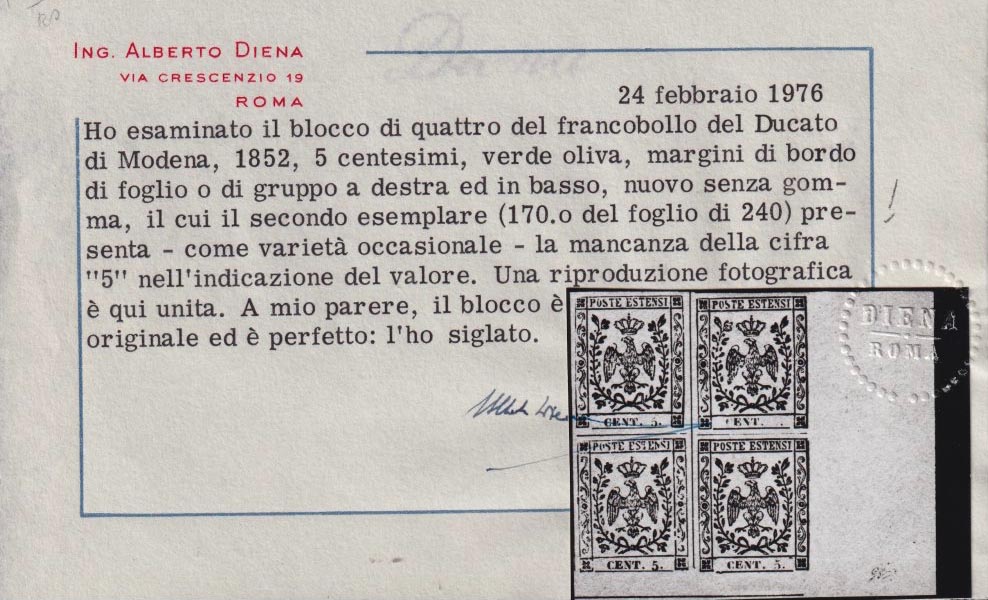 ING. ALBERTO DIENA
VIA CRESCENZIO 19
ROMA
24 febbraio 1976
Ho esaminato il blocco di quattro del francobollo del Ducato
di Modena, 1852, 5 centesimi, verde oliva, margini di bordo
di foglio o di gruppo a destra ed in basso, nuovo senza gom-
ma, il cui il secondo esemplare (170.o del foglio di 240) pre-
senta - come varietà occasionale - la mancanza della cifra
"5" nell'indicazione del valore. Una riproduzione fotografica
è qui unita. A mio parere, il blocco è
originale ed è perfetto: l'ho siglato.
POSTE ESTENSI POSTE ESTENSI
DIENA
ROMA
CENT. 5. ENT.
POSTE ESTENSI POSTE ESTENSI
CENT. 5. CENT. 5.